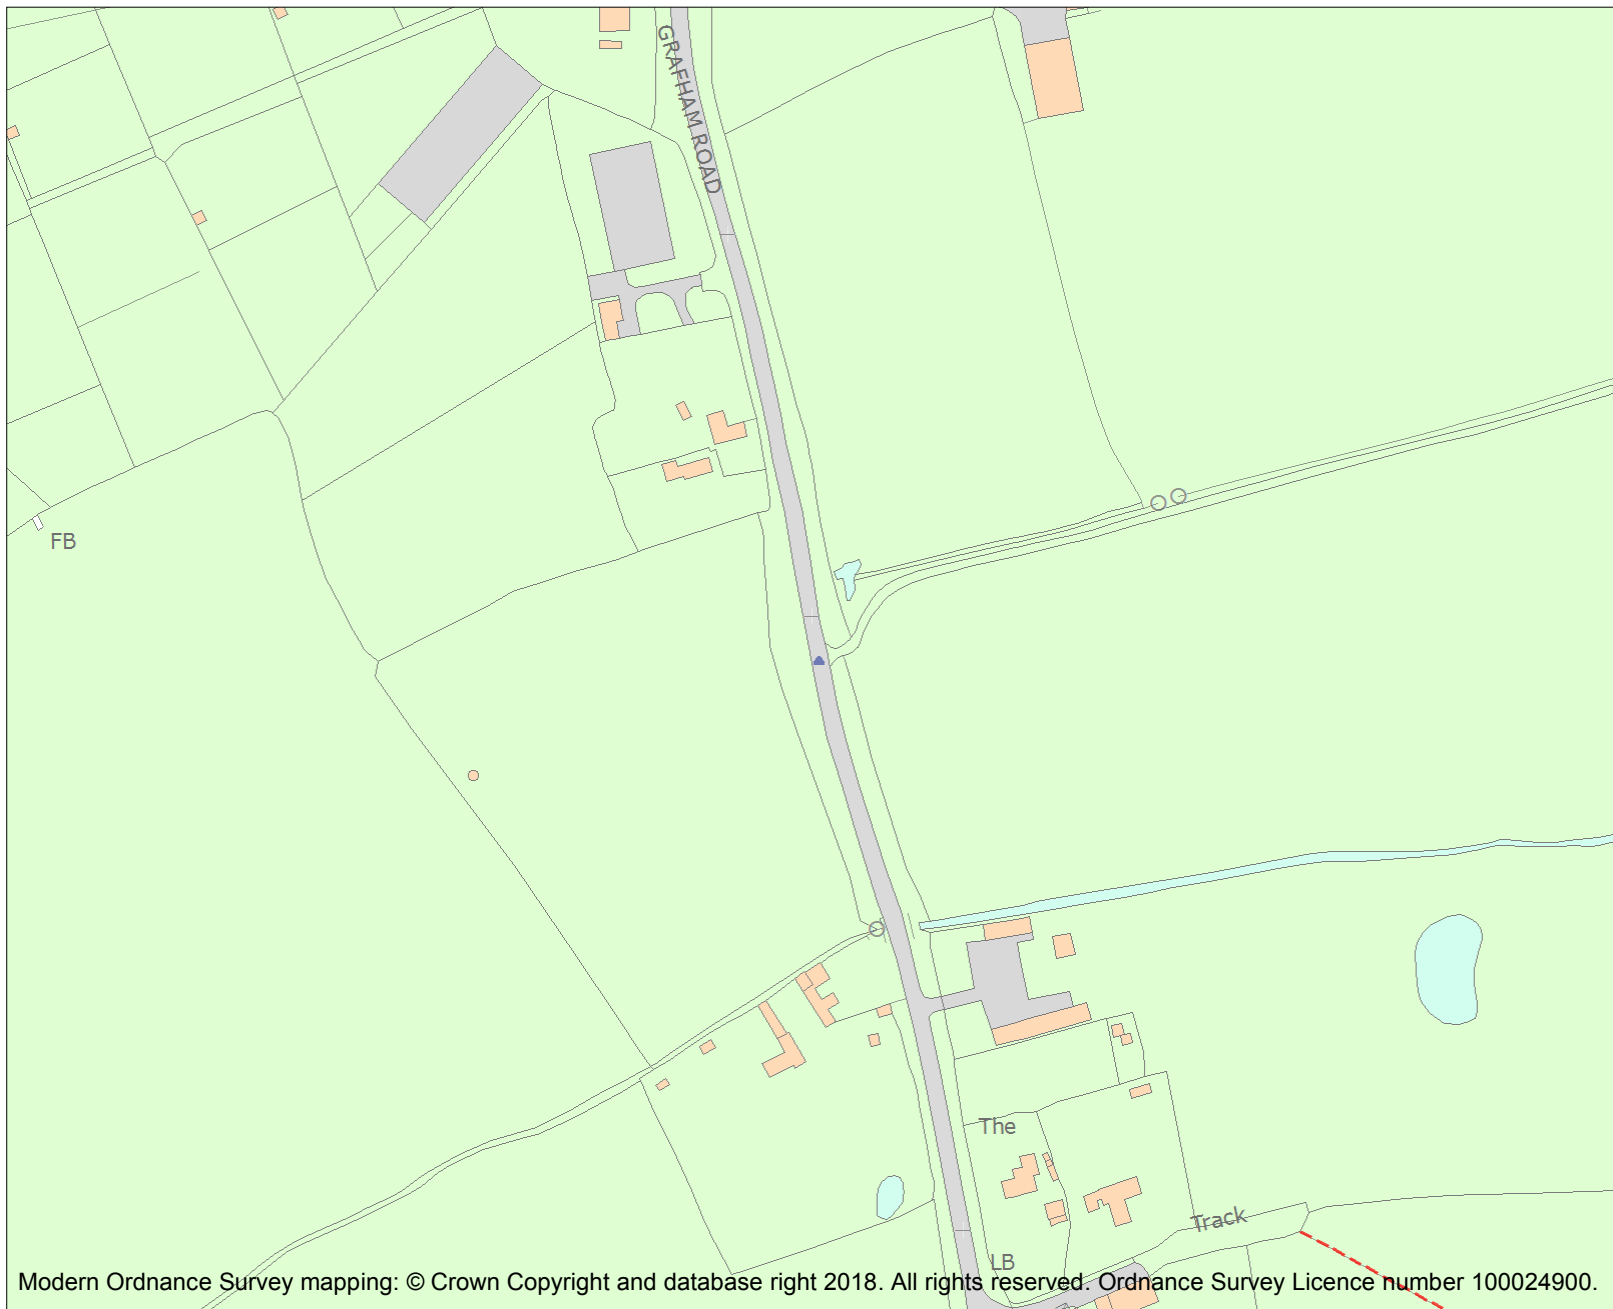 GRAFHAM ROAD
FB
The
Track
LB
Modern Ordnance Survey mapping: © Crown Copyright and database right 2018. All rights reserved. Ordnance Survey Licence number 100024900.